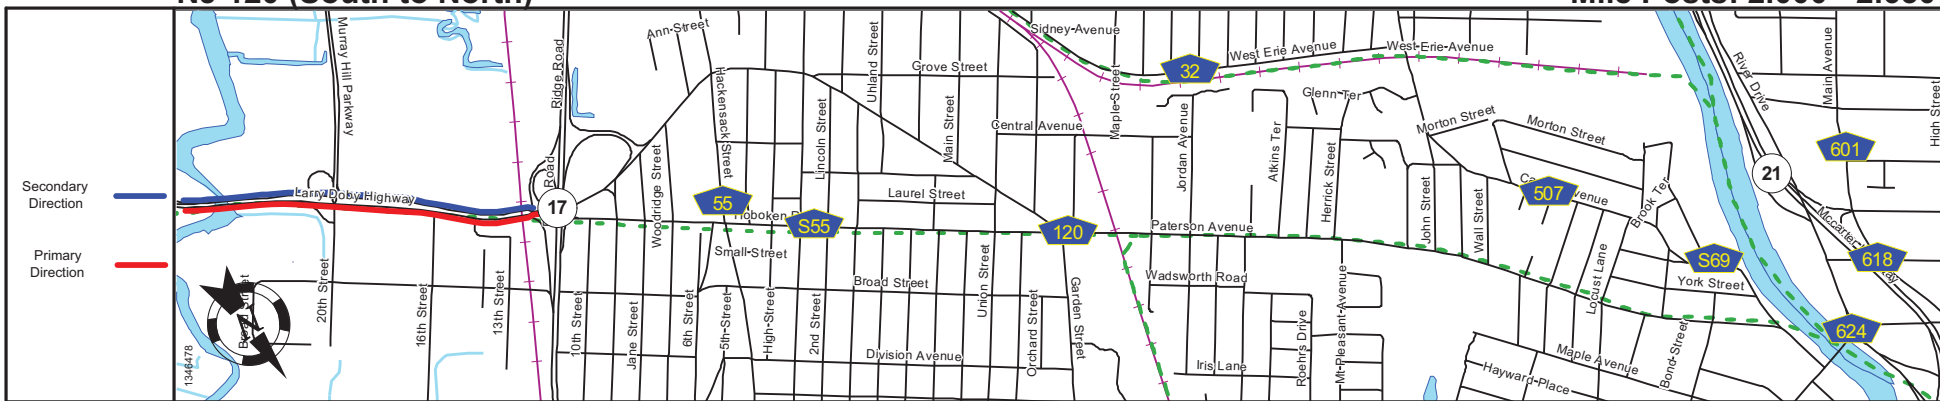 Secondary
Direction
Primary
Direction
Murray Hill Parkway
Ridge Road
Road
Ann Street
Hackensack Street
Uhland Street
Lincoln Street
Grove Street
Main Street
Sidney Avenue
Central Avenue
Maple Street
32
West Erie Avenue
West Erie Avenue
Glenn Ter
Morton Street
Morton Street
River Drive
Main Avenue
High Street
601
21
Larry Doby Highway
17
Woodridge Street
55
S55
Laurel Street
120
Jordan Avenue
Atkins Ter
Herrick Street
Paterson Avenue
John Street
Wall Street
507
Brook Ter
Locust Lane
S69
618
York Street
624
Small Street
Broad Street
Union Street
Wadsworth Road
Garden Street
Orchard Street
Division Avenue
Iris Lane
Roehrs Drive
Mt Pleasant Avenue
Maple Avenue
Hayward Place
Bond Street
20th Street
16th Street
13th Street
10th Street
Jane Street
6th Street
5th Street
High Street
2nd Street
1346478
N